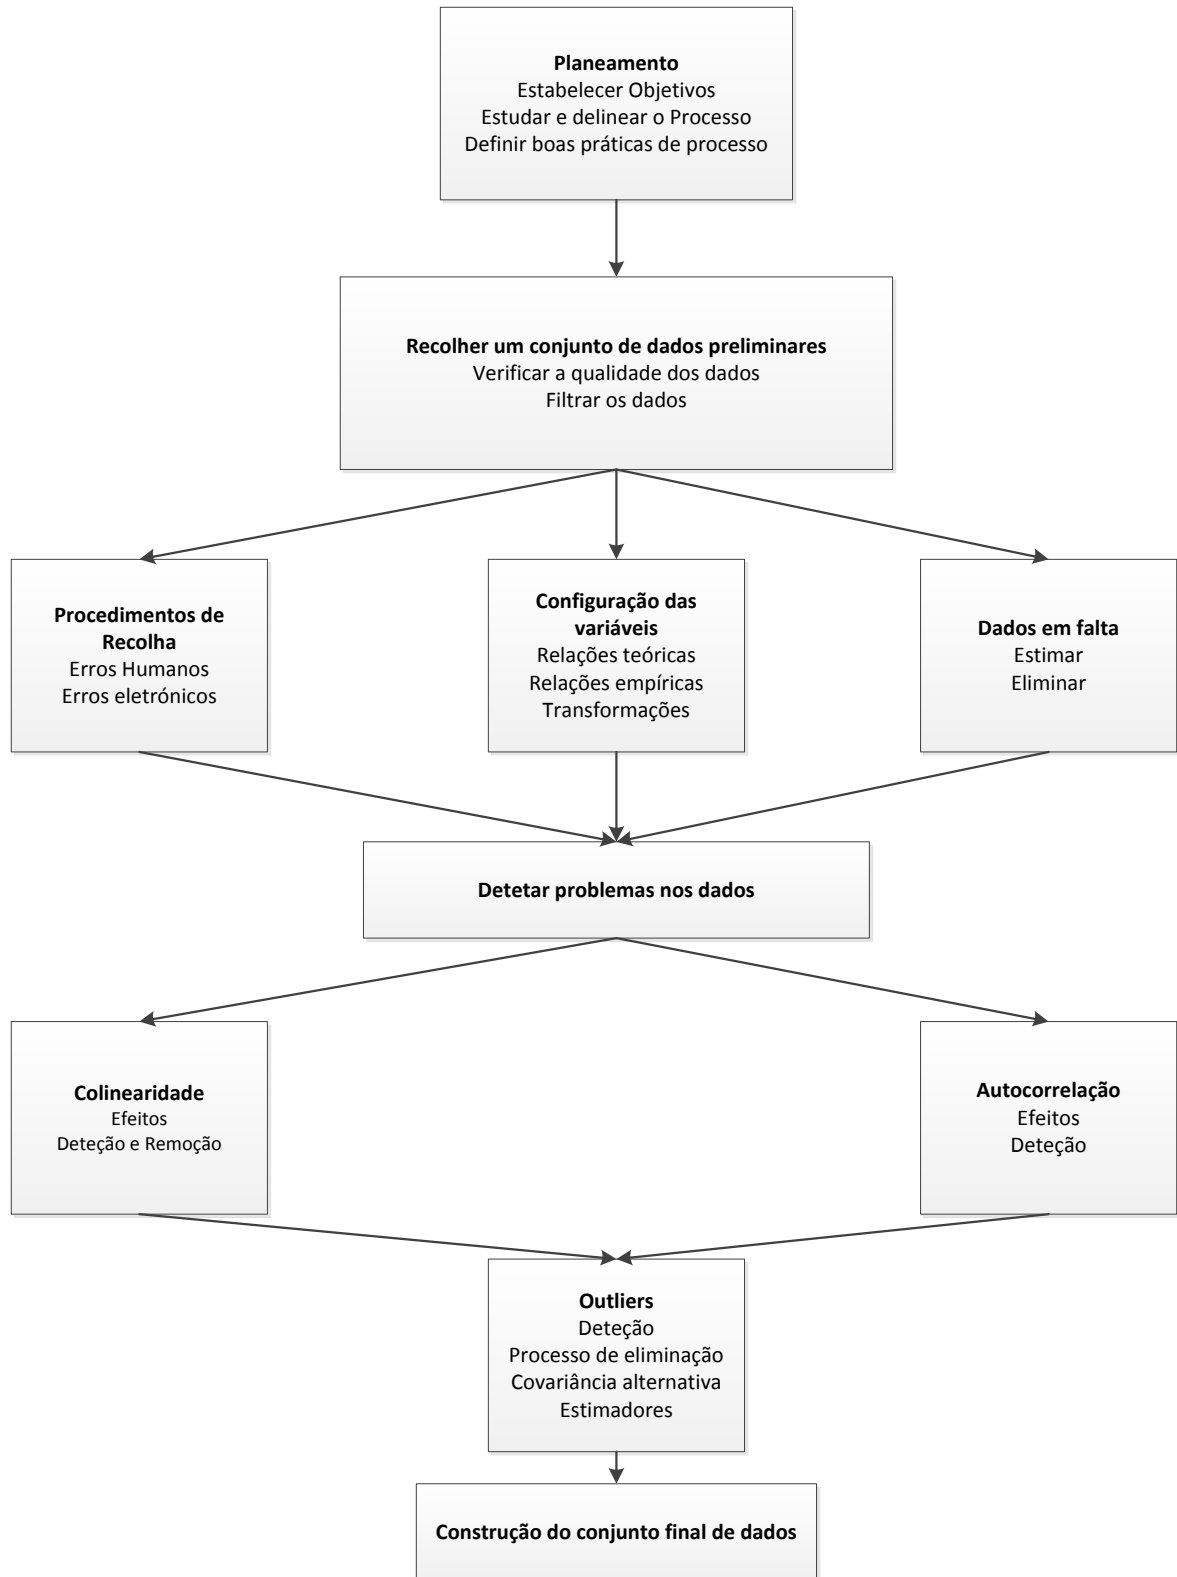 Planeamento
Estabelecer Objetivos
Estudar e delinear o Processo
Definir boas práticas de processo
Recolher um conjunto de dados preliminares
Verificar a qualidade dos dados
Filtrar os dados
Procedimentos de
Recolha
Erros Humanos
Erros eletrónicos
Configuração das
variáveis
Relações teóricas
Relações empíricas
Transformações
Dados em falta
Estimar
Eliminar
Detetar problemas nos dados
Colinearidade
Efeitos
Deteção e Remoção
Autocorrelação
Efeitos
Deteção
Outliers
Deteção
Processo de eliminação
Covariância alternativa
Estimadores
Construção do conjunto final de dados